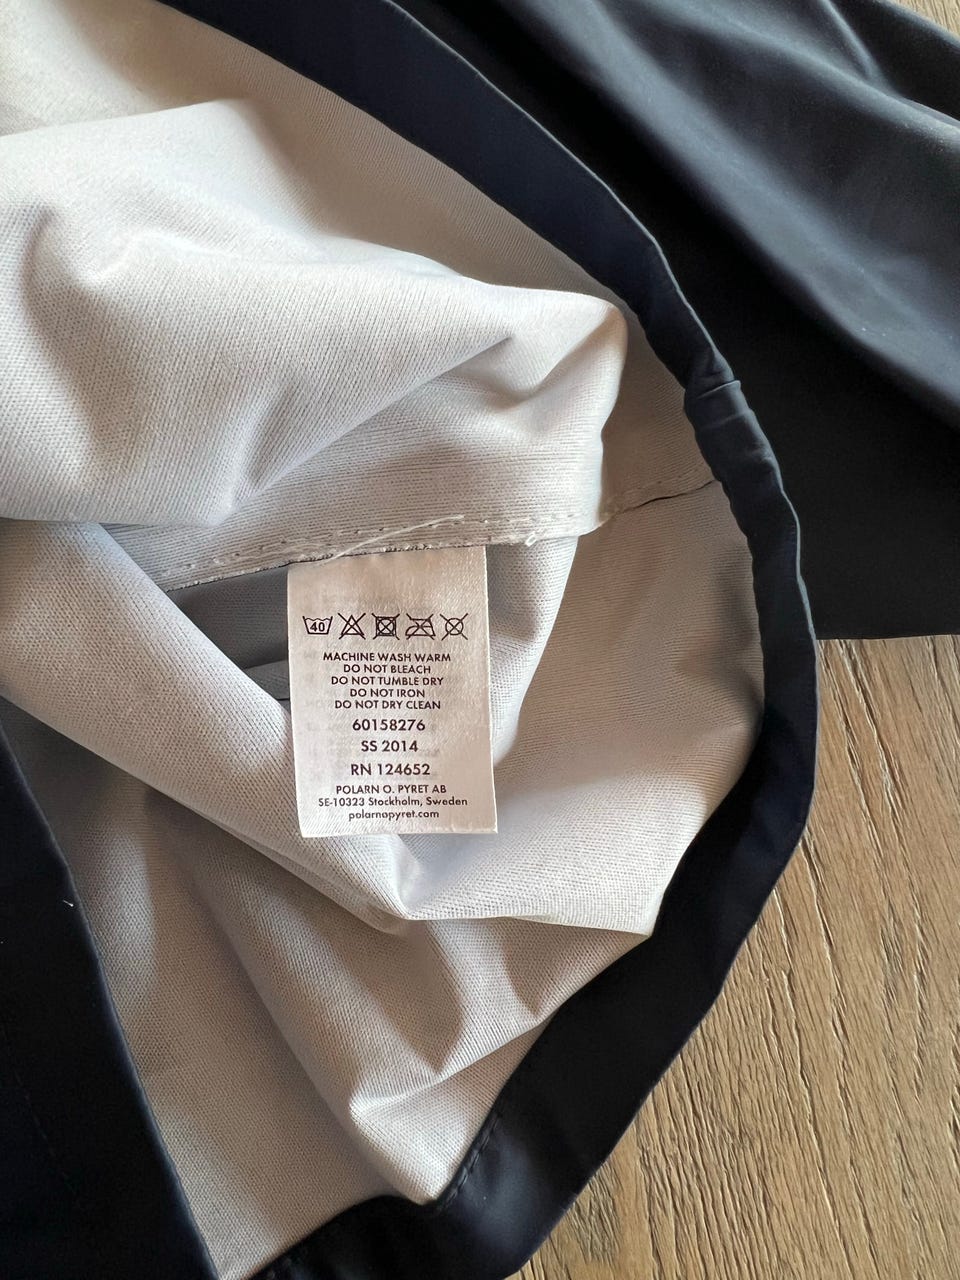 40
MACHINE WASH WARM
DO NOT BLEACH
DO NOT TUMBLE DRY
DO NOT IRON
DO NOT DRY CLEAN
60158276
SS 2014
RN 124652
POLARN O. PYRET AB
SE-10323 Stockholm, Sweden
polarnopyret.com